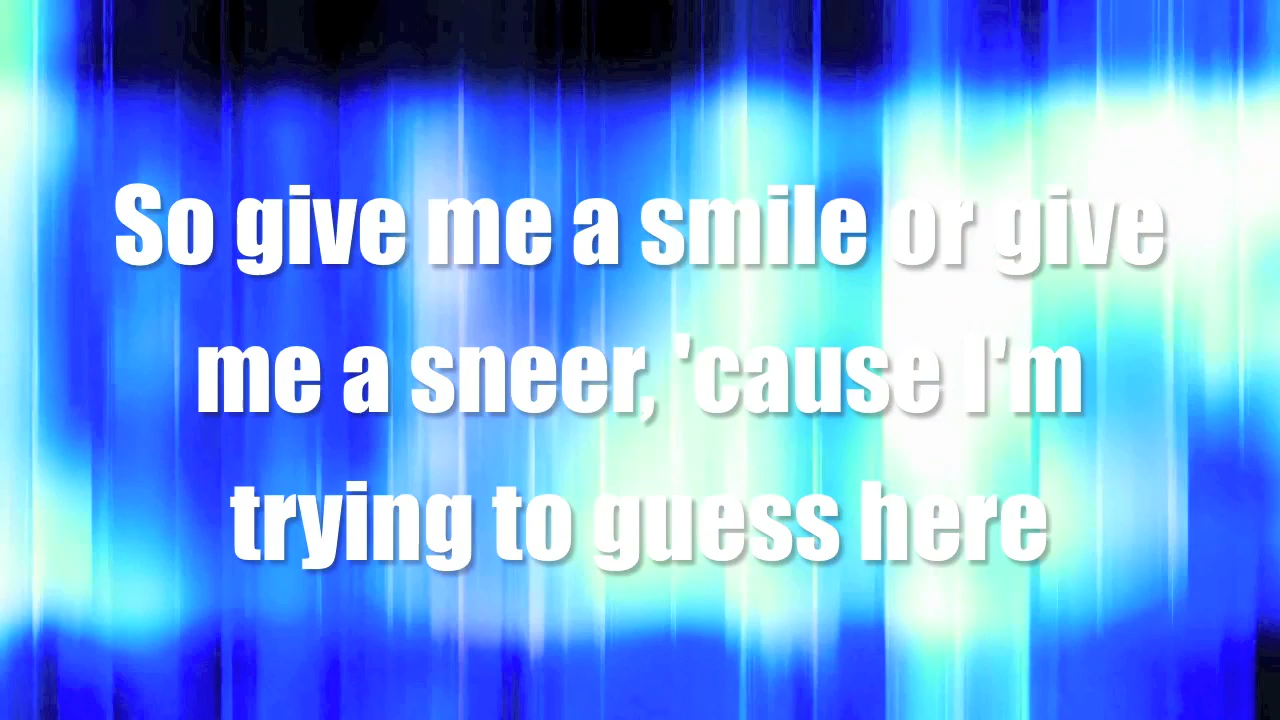 So give me a smile or give
me a sneer, 'cause I'm
trying to guess here